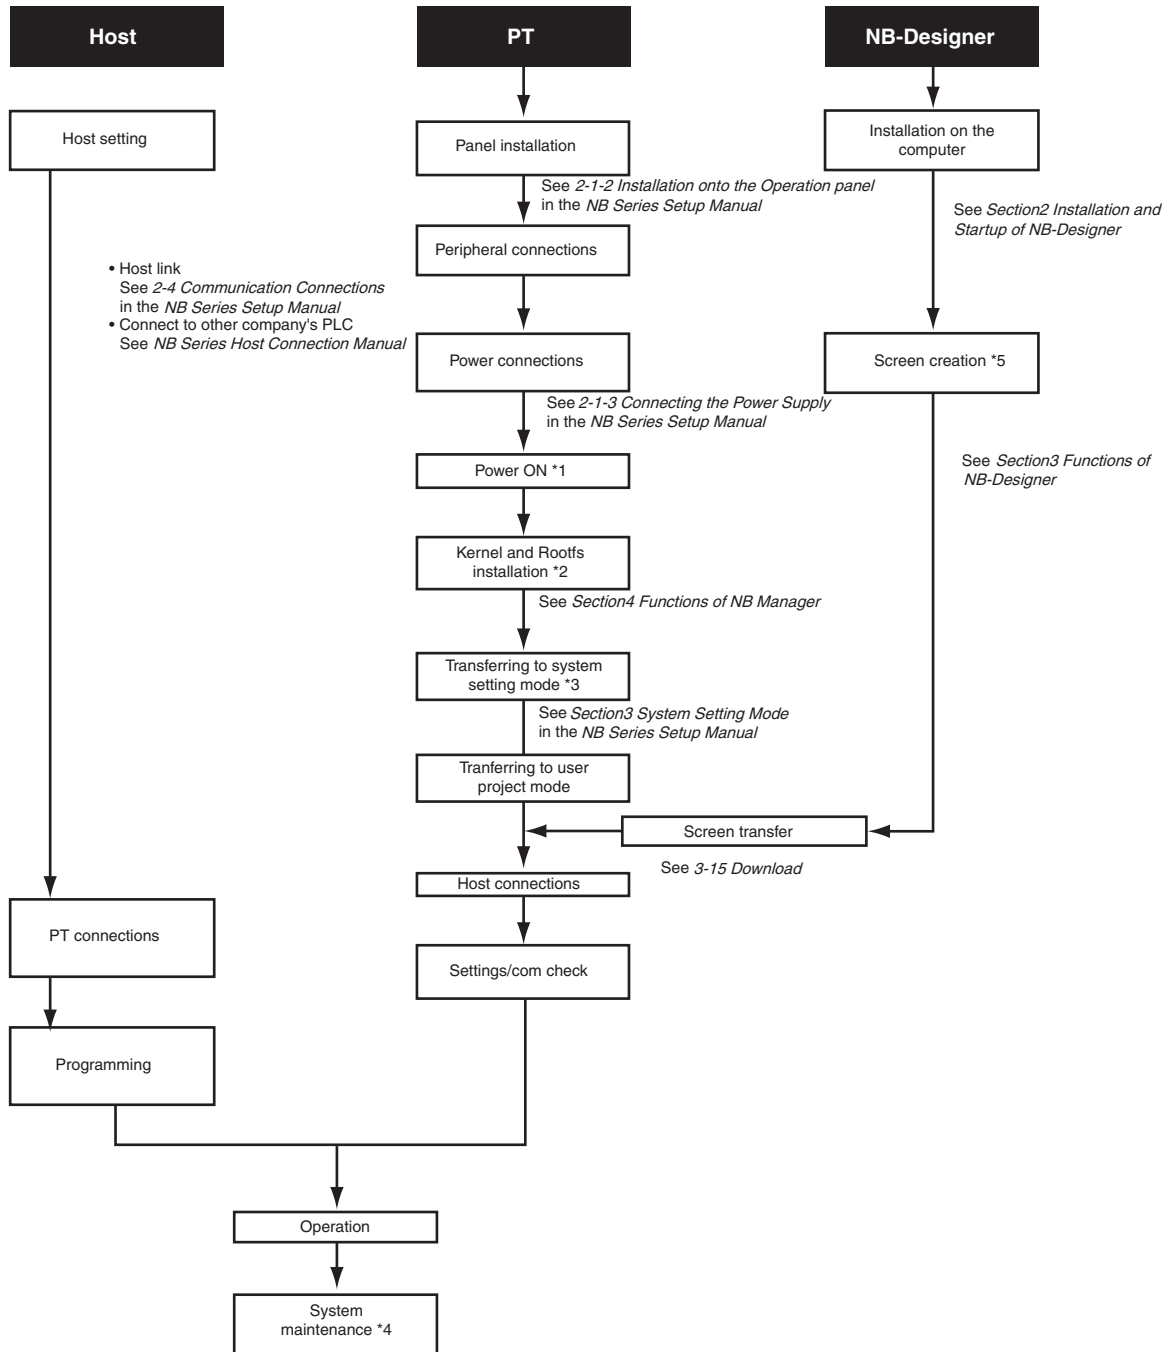 Host
PT
NB-Designer
Host setting
• Host link
See 2-4 Communication Connections
in the NB Series Setup Manual
• Connect to other company's PLC
See NB Series Host Connection Manual
PT connections
Programming
Panel installation
See 2-1-2 Installation onto the Operation panel
in the NB Series Setup Manual
Peripheral connections
Power connections
See 2-1-3 Connecting the Power Supply
in the NB Series Setup Manual
Power ON *1
Kernel and Rootfs
installation *2
See Section4 Functions of NB Manager
Transferring to system
setting mode *3
See Section3 System Setting Mode
in the NB Series Setup Manual
Tranferring to user
project mode
Host connections
Settings/com check
Installation on the
computer
See Section2 Installation and
Startup of NB-Designer
Screen creation *5
See Section3 Functions of
NB-Designer
Screen transfer
See 3-15 Download
Operation
System
maintenance *4